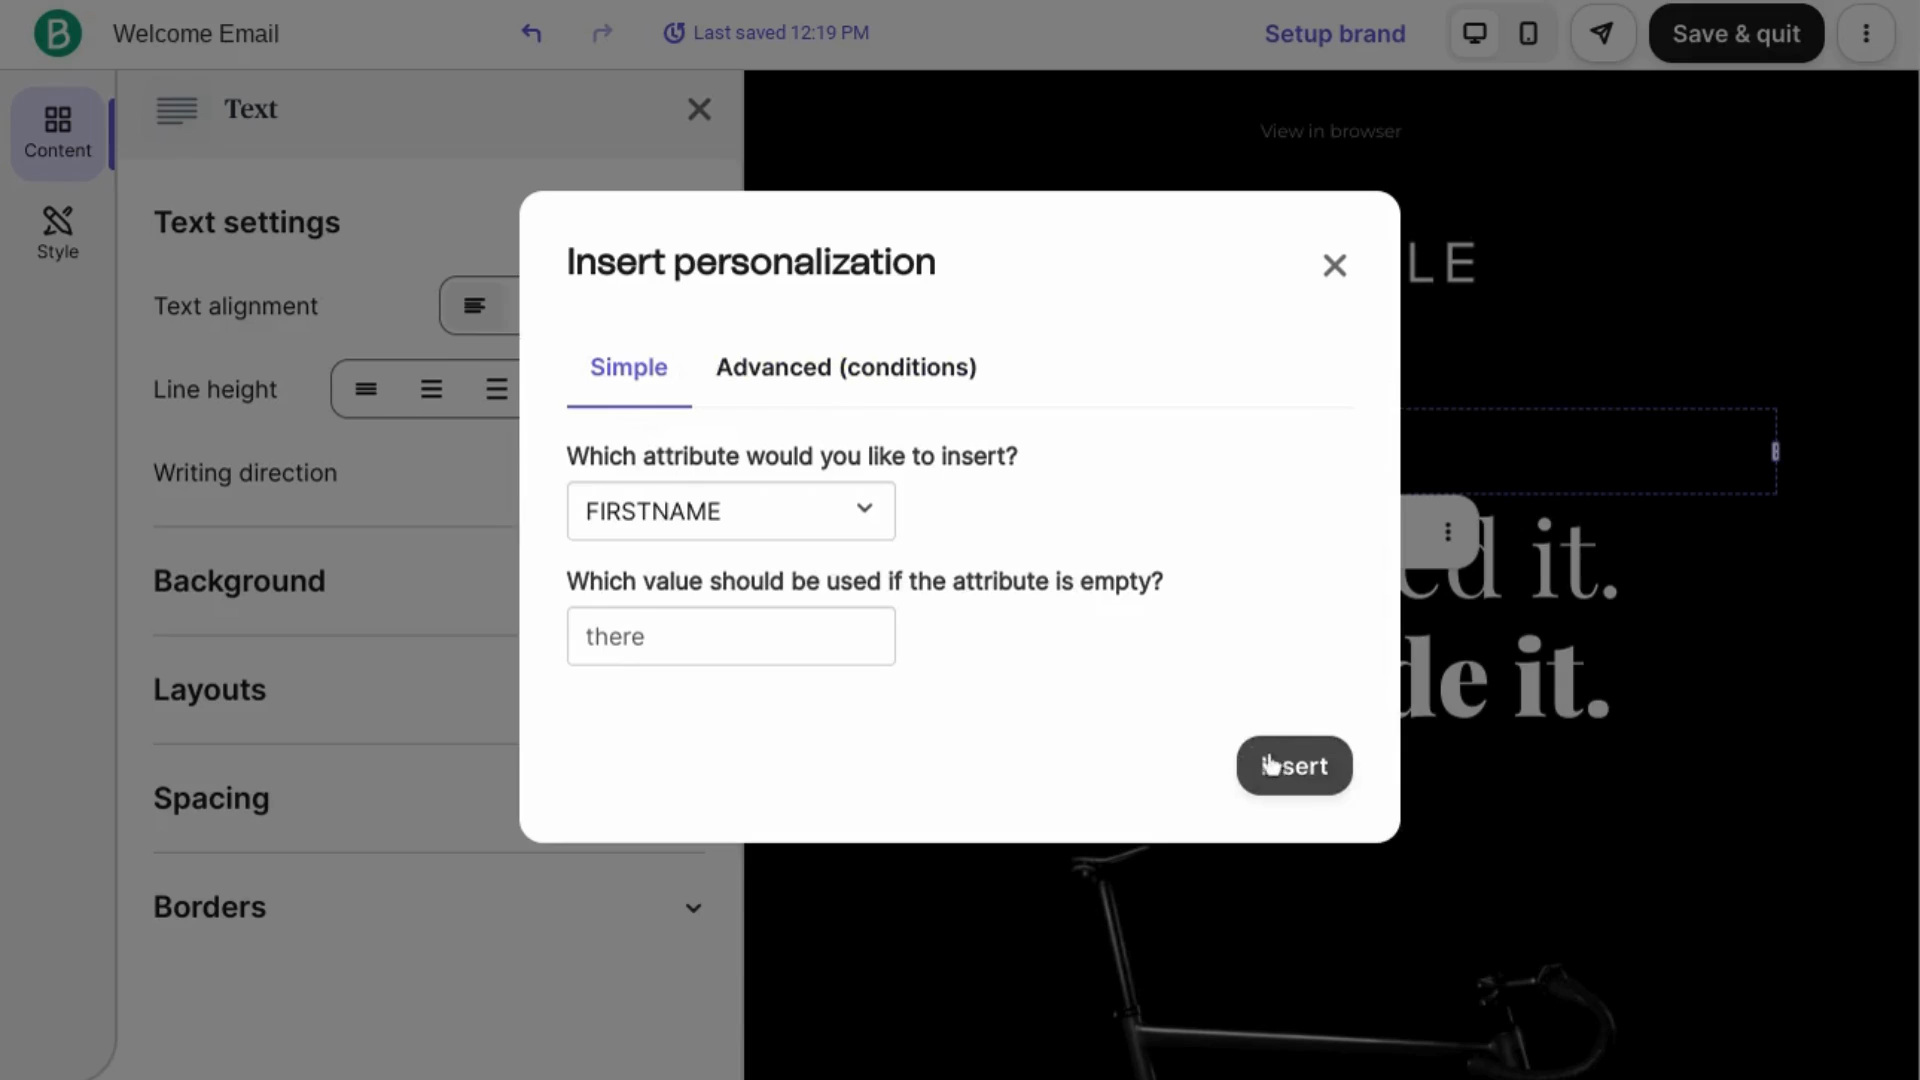 B
Welcome Email
Last saved 12:19 PM
Setup brand
Save & quit
Content
Style
Text
Text settings
Text alignment
Line height
Writing direction
Background
Layouts
Spacing
Borders
View in browser
LE
Insert personalization
Simple
Advanced (conditions)
Which attribute would you like to insert?
FIRSTNAME
Which value should be used if the attribute is empty?
there
Insert
ed it.
de it.